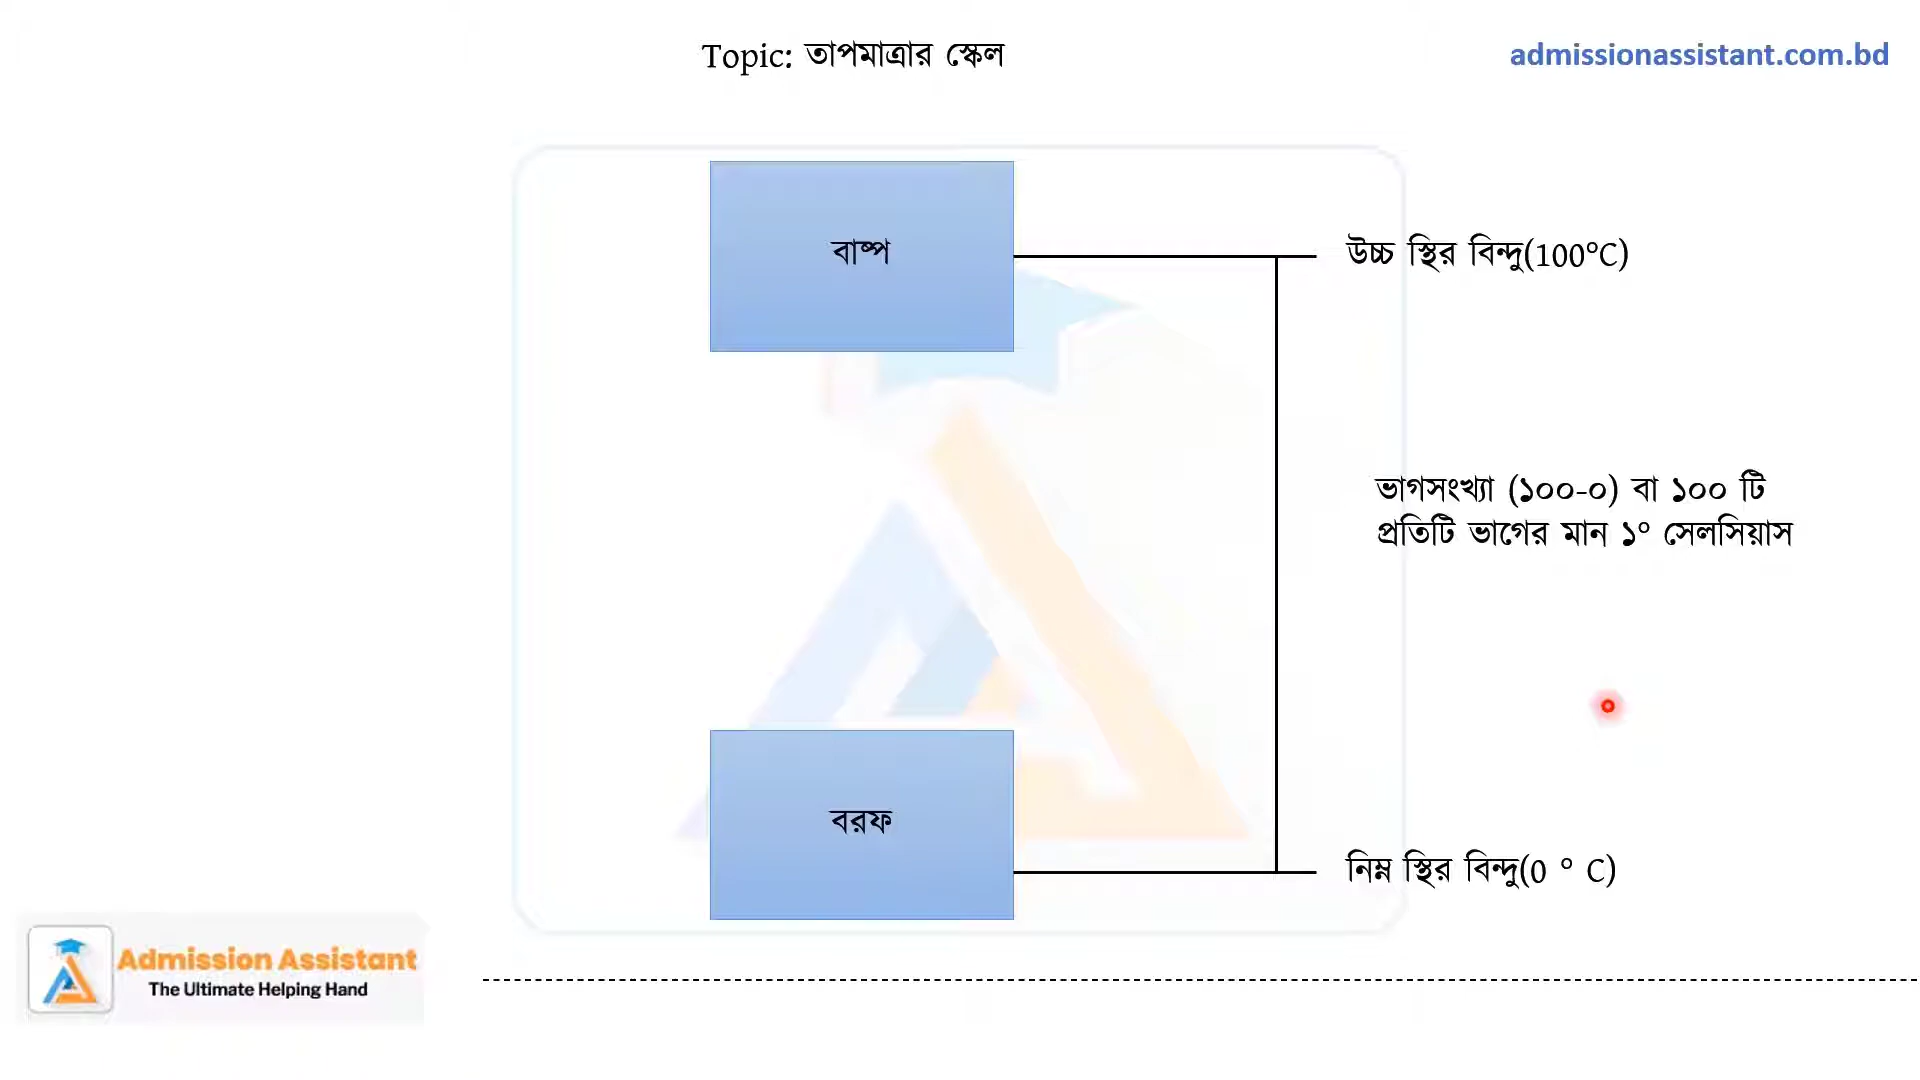 Topic: তাপমাত্রার স্কেল
admissionassistant.com.bd
বাষ্প
উচ্চ স্থির বিন্দু(100°C)
ভাগসংখ্যা (১০০-০) বা ১০০ টি
প্রতিটি ভাগের মান ১° সেলসিয়াস
বরফ
নিম্ন স্থির বিন্দু(0 ° C)
Admission Assistant
The Ultimate Helping Hand